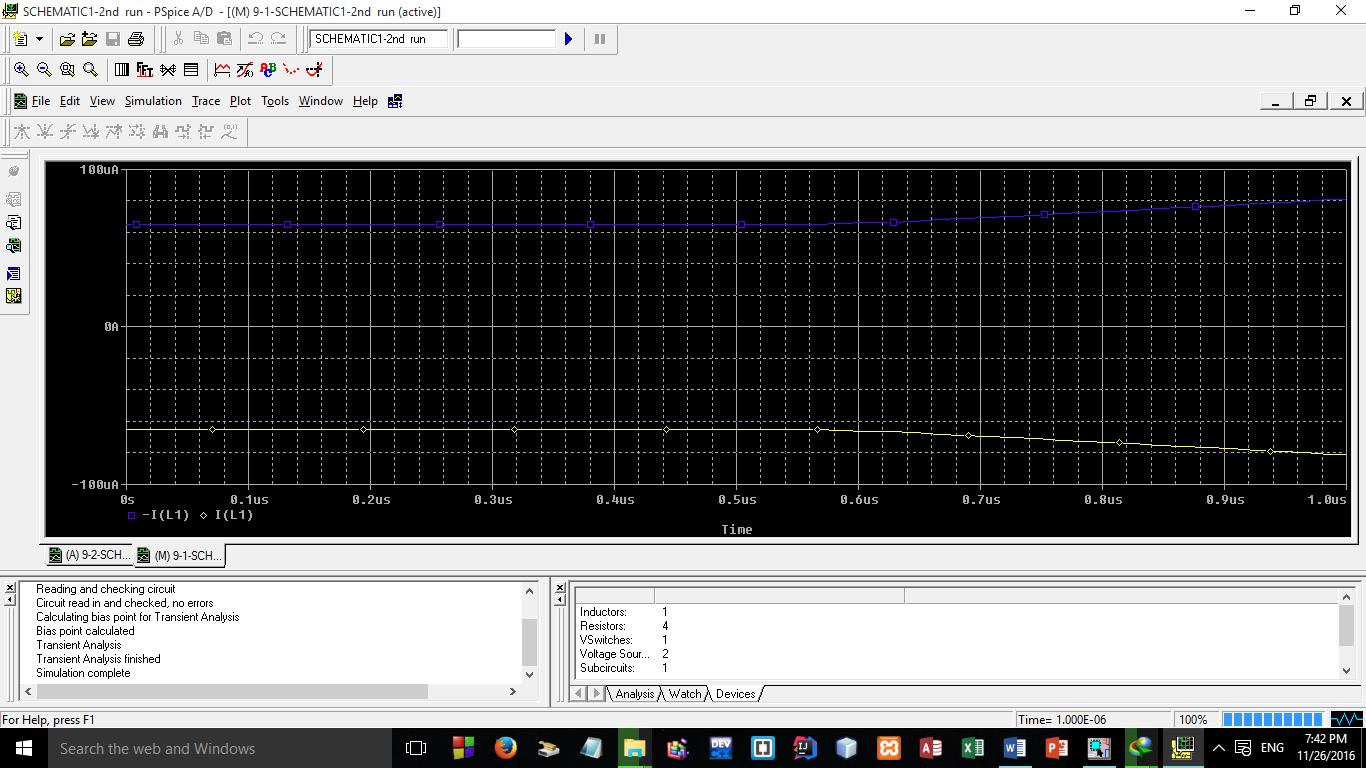 SCHEMATIC1-2nd run - PSpice A/D - [(M) 9-1-SCHEMATIC1-2nd run (active)]
SCHEMATIC1-2nd run
File Edit View Simulation Trace Plot Tools Window Help
100uA
0A
-100uA
0s 0.1us 0.2us 0.3us 0.4us 0.5us 0.6us 0.7us 0.8us 0.9us 1.0us
-I(L1) I(L1)
Time
(A) 9-2-SCH... (M) 9-1-SCH...
Reading and checking circuit
Circuit read in and checked, no errors
Calculating bias point for Transient Analysis
Bias point calculated
Transient Analysis
Transient Analysis finished
Simulation complete
Inductors: 1
Resistors: 4
VSwitches: 1
Voltage Sour... 2
Subcircuits: 1
Analysis Watch Devices
For Help, press F1
Time= 1.000E-06 100%
Search the web and Windows
ENG
7:42 PM
11/26/2016